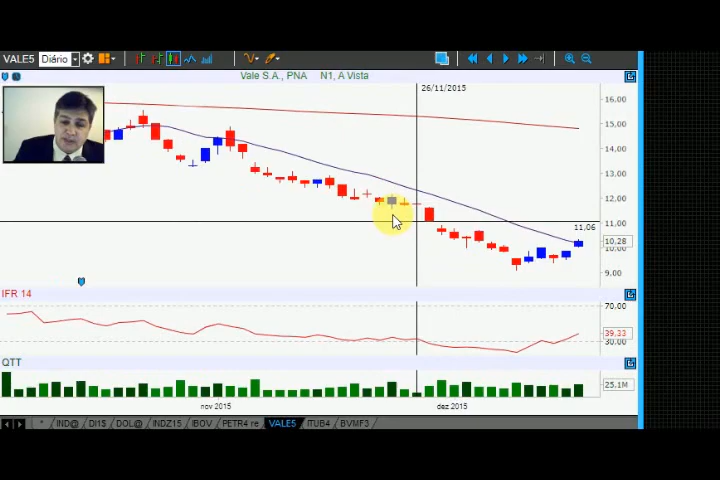 VALE5 Diário
Vale S.A., PNA N1, A Vista
26/11/2015
16.00
15.00
14.00
13.00
12.00
11.00
11,06
10.28
10.00
9.00
IFR 14
70.00
39,33
30.00
QTT
25,1M
nov 2015 dez 2015
* IND@ DI1$ DOL@ INDZ15 IBOV PETR4 re VALE5 ITUB4 BVMF3